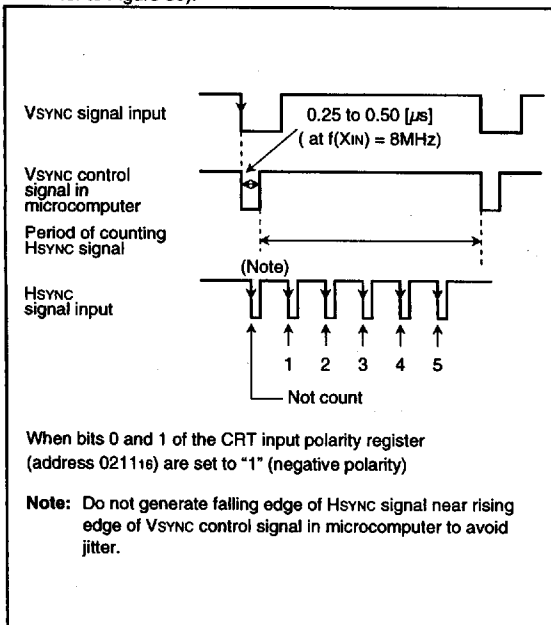 VSYNC signal input
0.25 to 0.50 [μs]
( at f(XIN) = 8MHz)
VSYNC control
signal in
microcomputer
Period of counting
HSYNC signal
(Note)
HSYNC
signal input
1 2 3 4 5
Not count
When bits 0 and 1 of the CRT input polarity register
(address 021116) are set to "1" (negative polarity)
Note: Do not generate falling edge of HSYNC signal near rising
edge of VSYNC control signal in microcomputer to avoid
jitter.